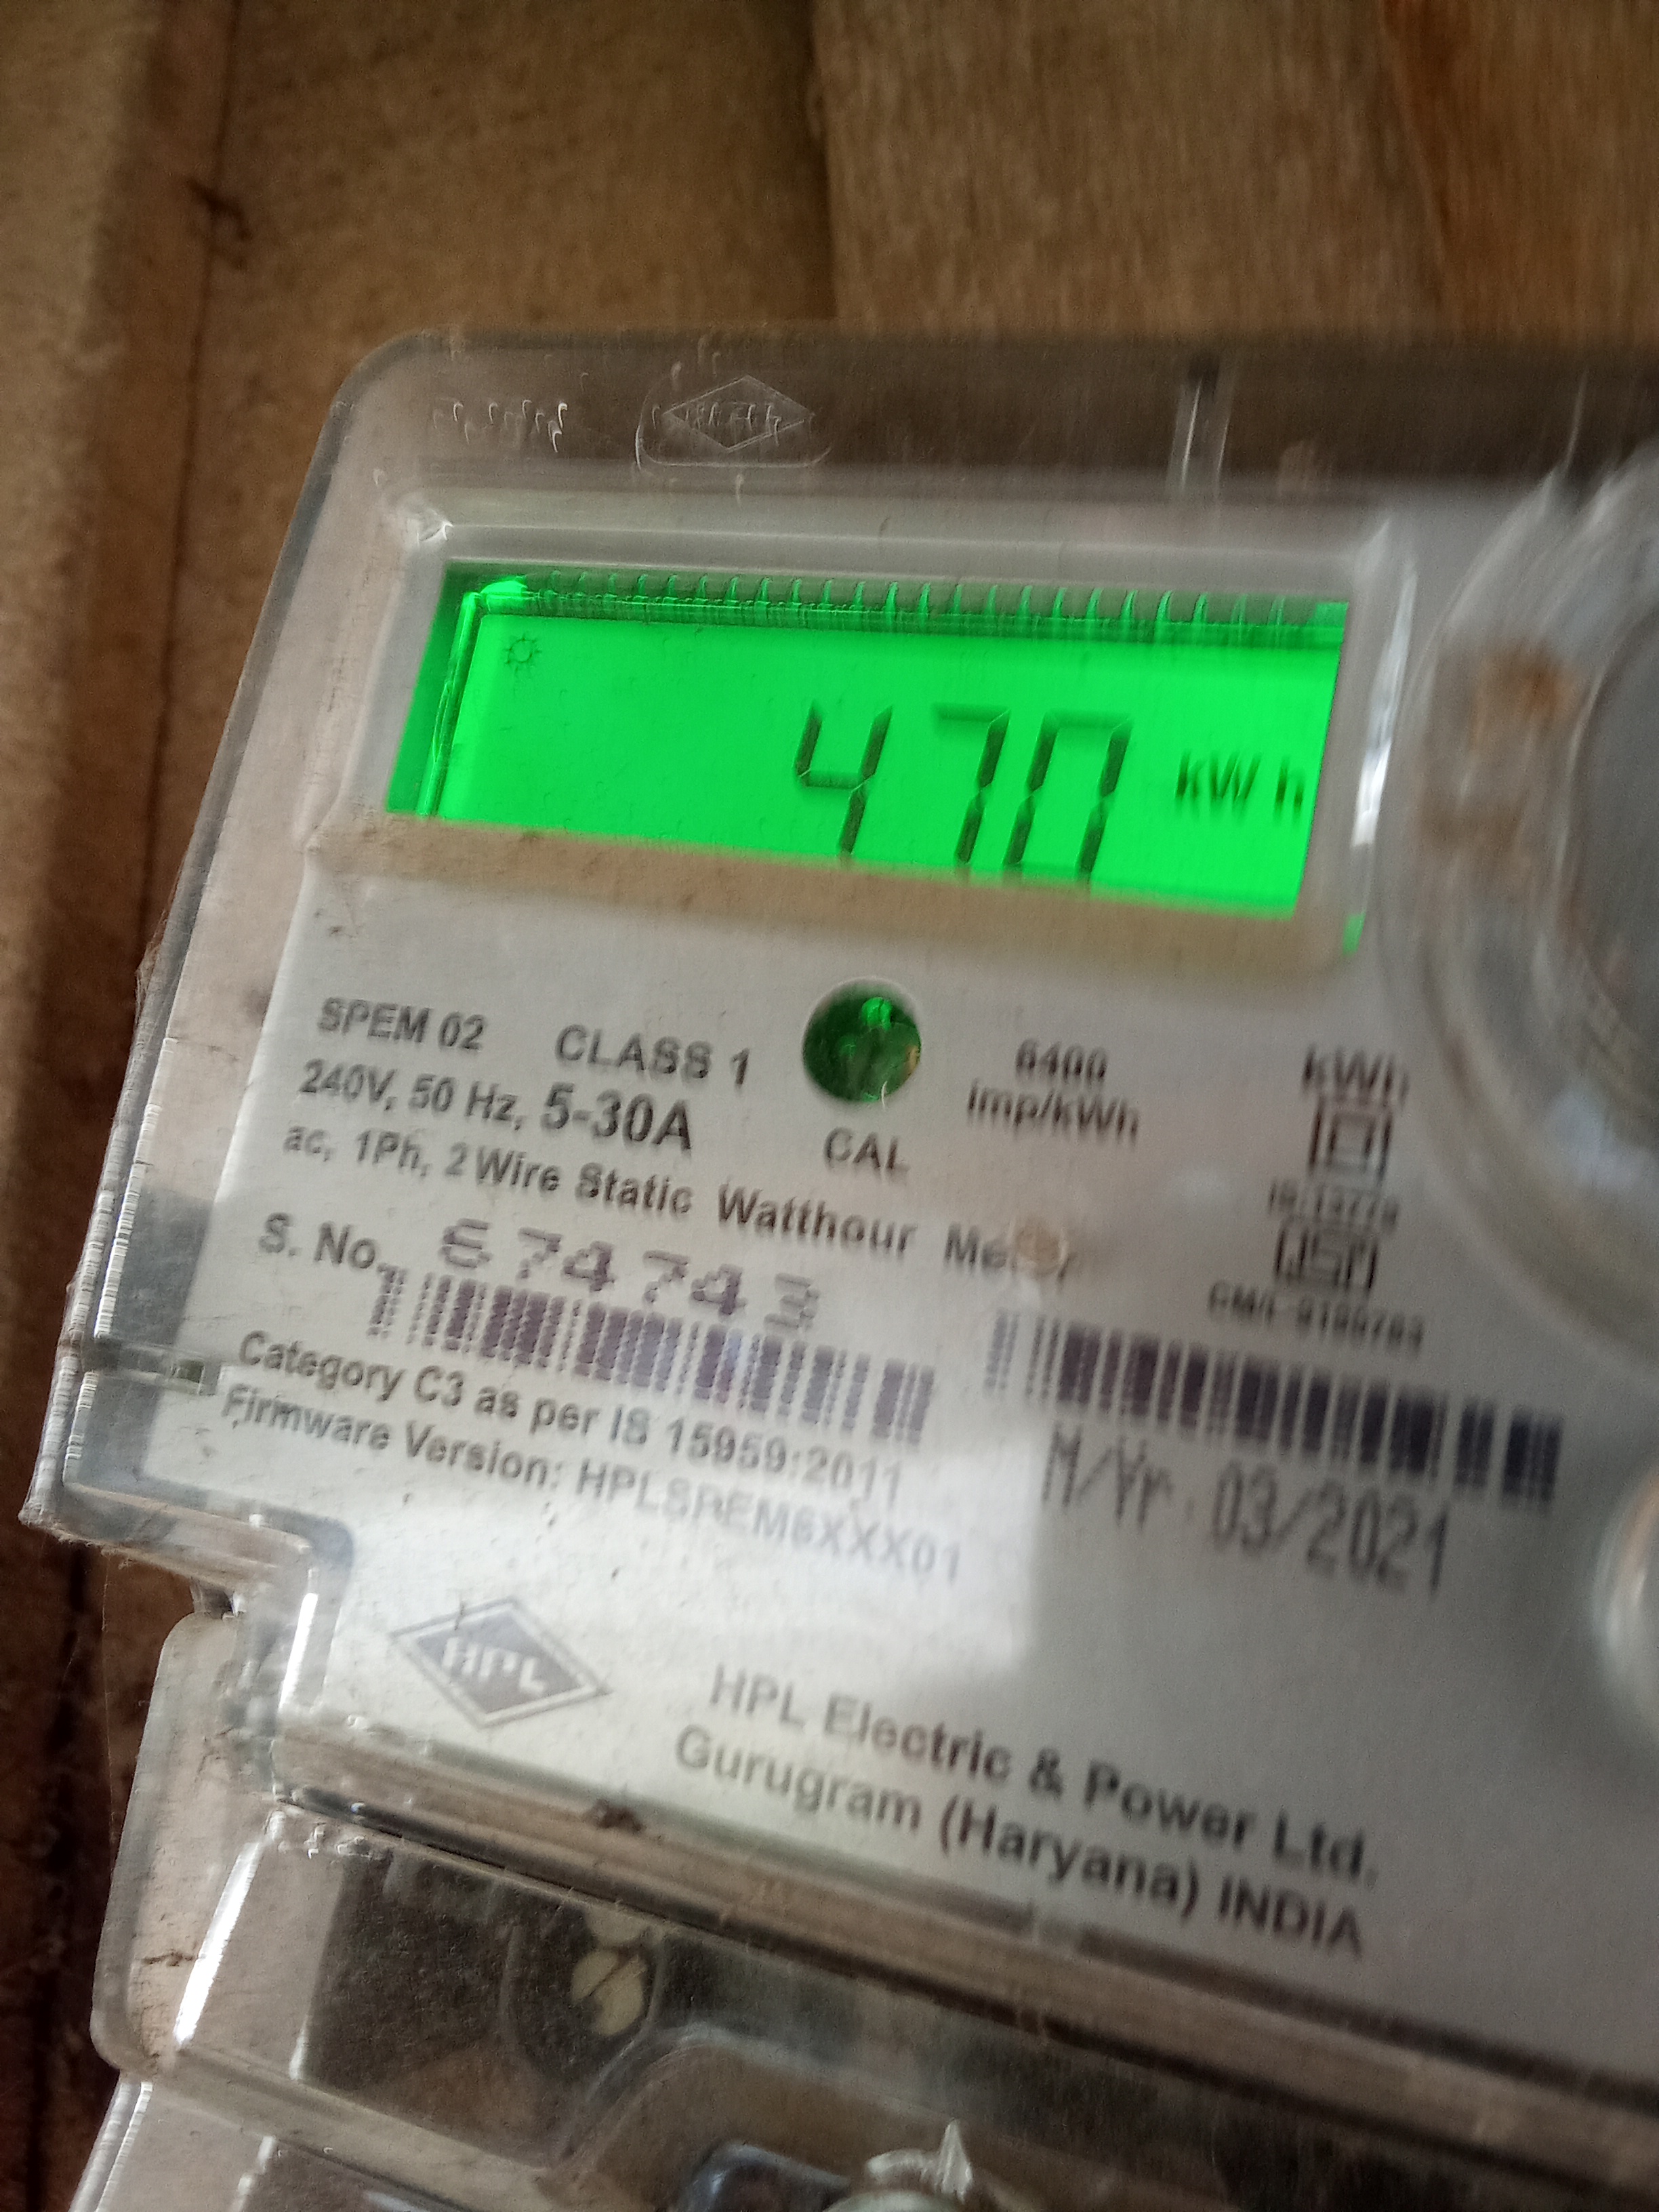 470 kWh
SPEM 02 CLASS 1
240V, 50 Hz, 5-30A
ac, 1Ph, 2 Wire Static Watthour
CAL
6400
imp/kWh
kWh
S. No.
Category C3 as per IS 15959:2011
Firmware Version: HPLSPEM6XXX01
M/Yr. 03/2021
HPL
HPL Electric & Power Ltd.
Gurugram (Haryana) INDIA